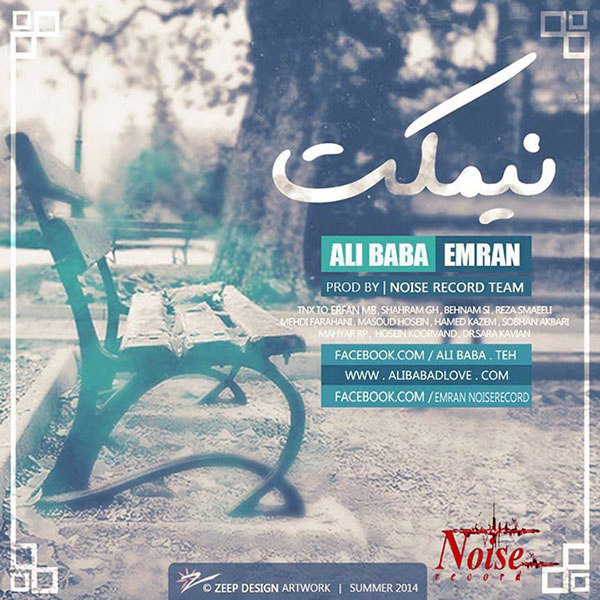 نیمکت
ALI BABA EMRAN
PROD BY | NOISE RECORD TEAM
TNX TO ERFAN MB, SHAHRAM GH , BEHNAM SI , REZA SMAEELI
MEHDI FARAHANI , MASOUD HOSEIN , HAMED KAZEM , SOBHAN AKBARI
MAHYAR RP , HOSEIN KOORVAND , DR.SARA KAVIAN
FACEBOOK.COM / ALI BABA . TEH
WWW . ALIBABADLOVE . COM
FACEBOOK.COM / EMRAN NOISERECORD
Noise
record
© ZEEP DESIGN ARTWORK | SUMMER 2014